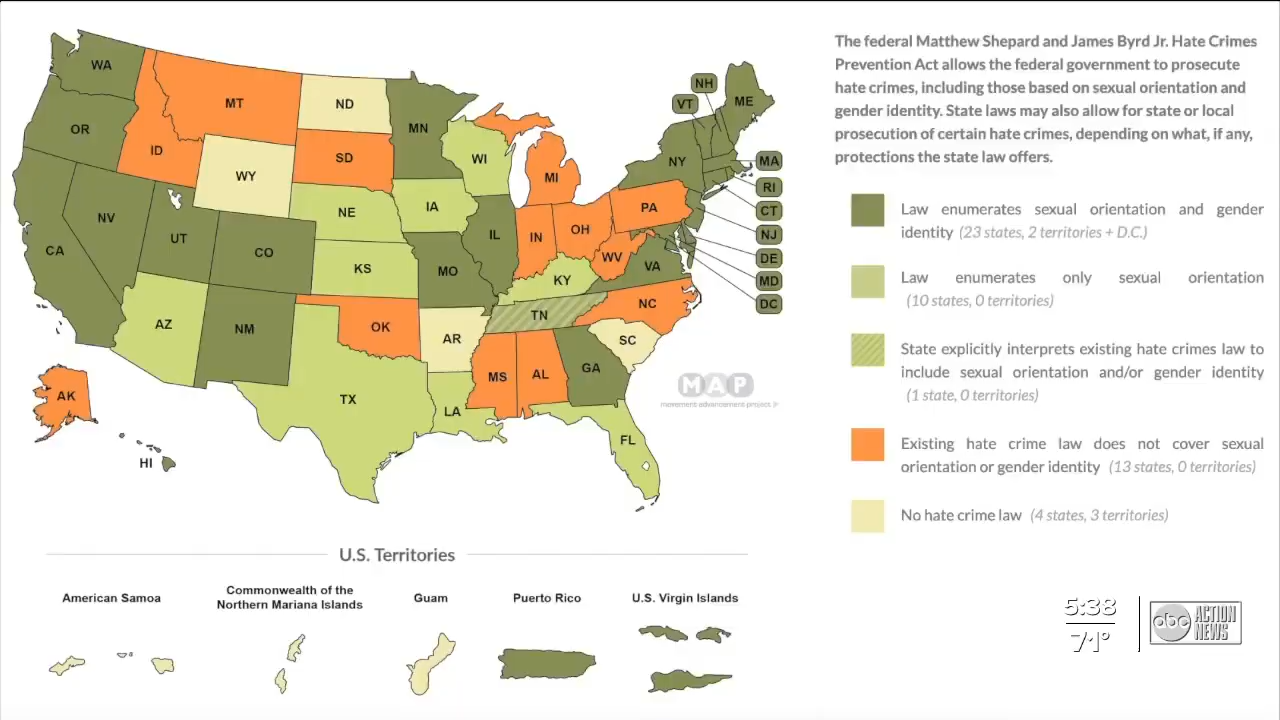 The federal Matthew Shepard and James Byrd Jr. Hate Crimes
Prevention Act allows the federal government to prosecute
hate crimes, including those based on sexual orientation and
gender identity. State laws may also allow for state or local
prosecution of certain hate crimes, depending on what, if any,
protections the state law offers.
Law enumerates sexual orientation and gender
identity (23 states, 2 territories + D.C.)
Law enumerates only sexual orientation
(10 states, 0 territories)
State explicitly interprets existing hate crimes law to
include sexual orientation and/or gender identity
(1 state, 0 territories)
Existing hate crime law does not cover sexual
orientation or gender identity (13 states, 0 territories)
No hate crime law (4 states, 3 territories)
WA
MT
ND
MN
OR
ID
SD
WI
WY
MI
NY
VT
NH
ME
MA
RI
CT
NJ
DE
MD
DC
NV
NE
IA
PA
CA
UT
CO
IL
IN
OH
WV
VA
KS
MO
KY
AZ
NM
OK
AR
TN
NC
SC
MS
AL
GA
TX
LA
FL
AK
HI
MAP
movement advancement project
U.S. Territories
American Samoa
Commonwealth of the
Northern Mariana Islands
Guam
Puerto Rico
U.S. Virgin Islands
5:38
71°
abc
ACTION
NEWS